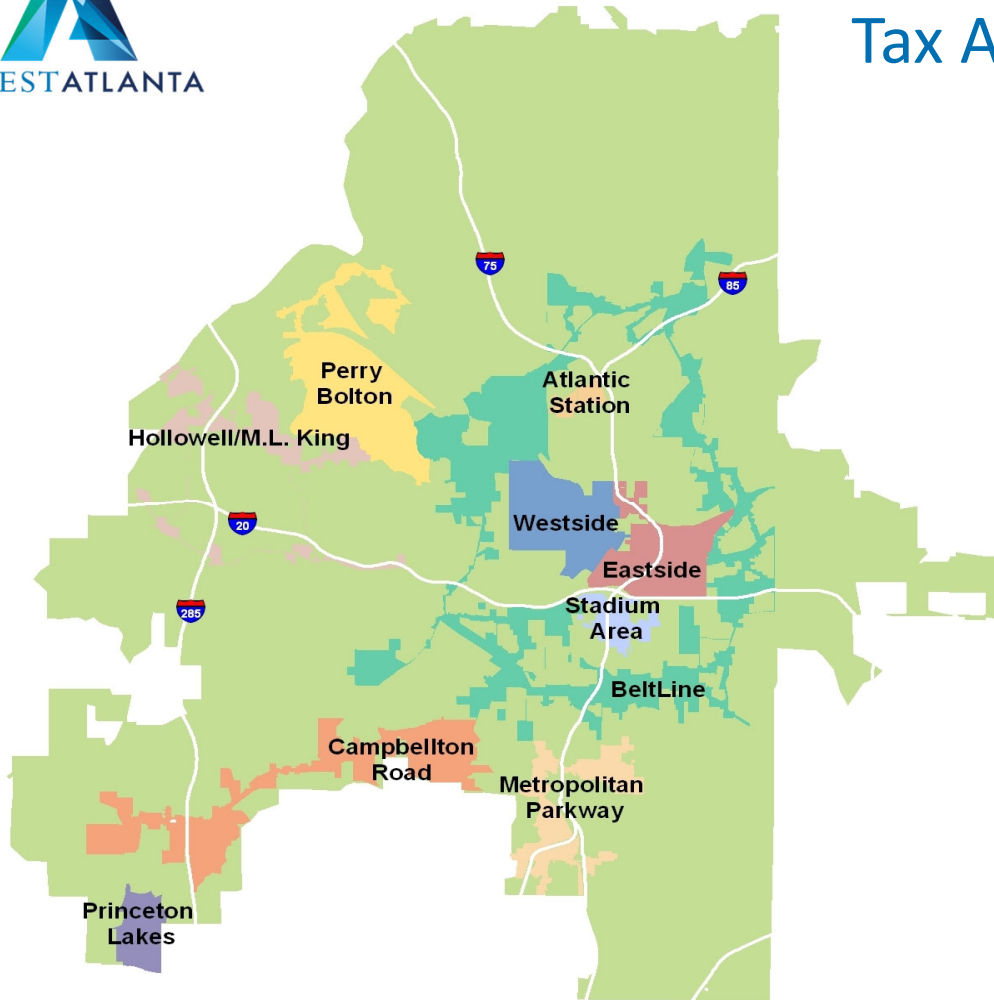 ESTATLANTA
Tax A
75
85
Perry
Bolton
Atlantic
Station
Hollowell/M.L. King
Westside
20
Eastside
285
Stadium
Area
BeltLine
Campbellton
Road
Metropolitan
Parkway
Princeton
Lakes